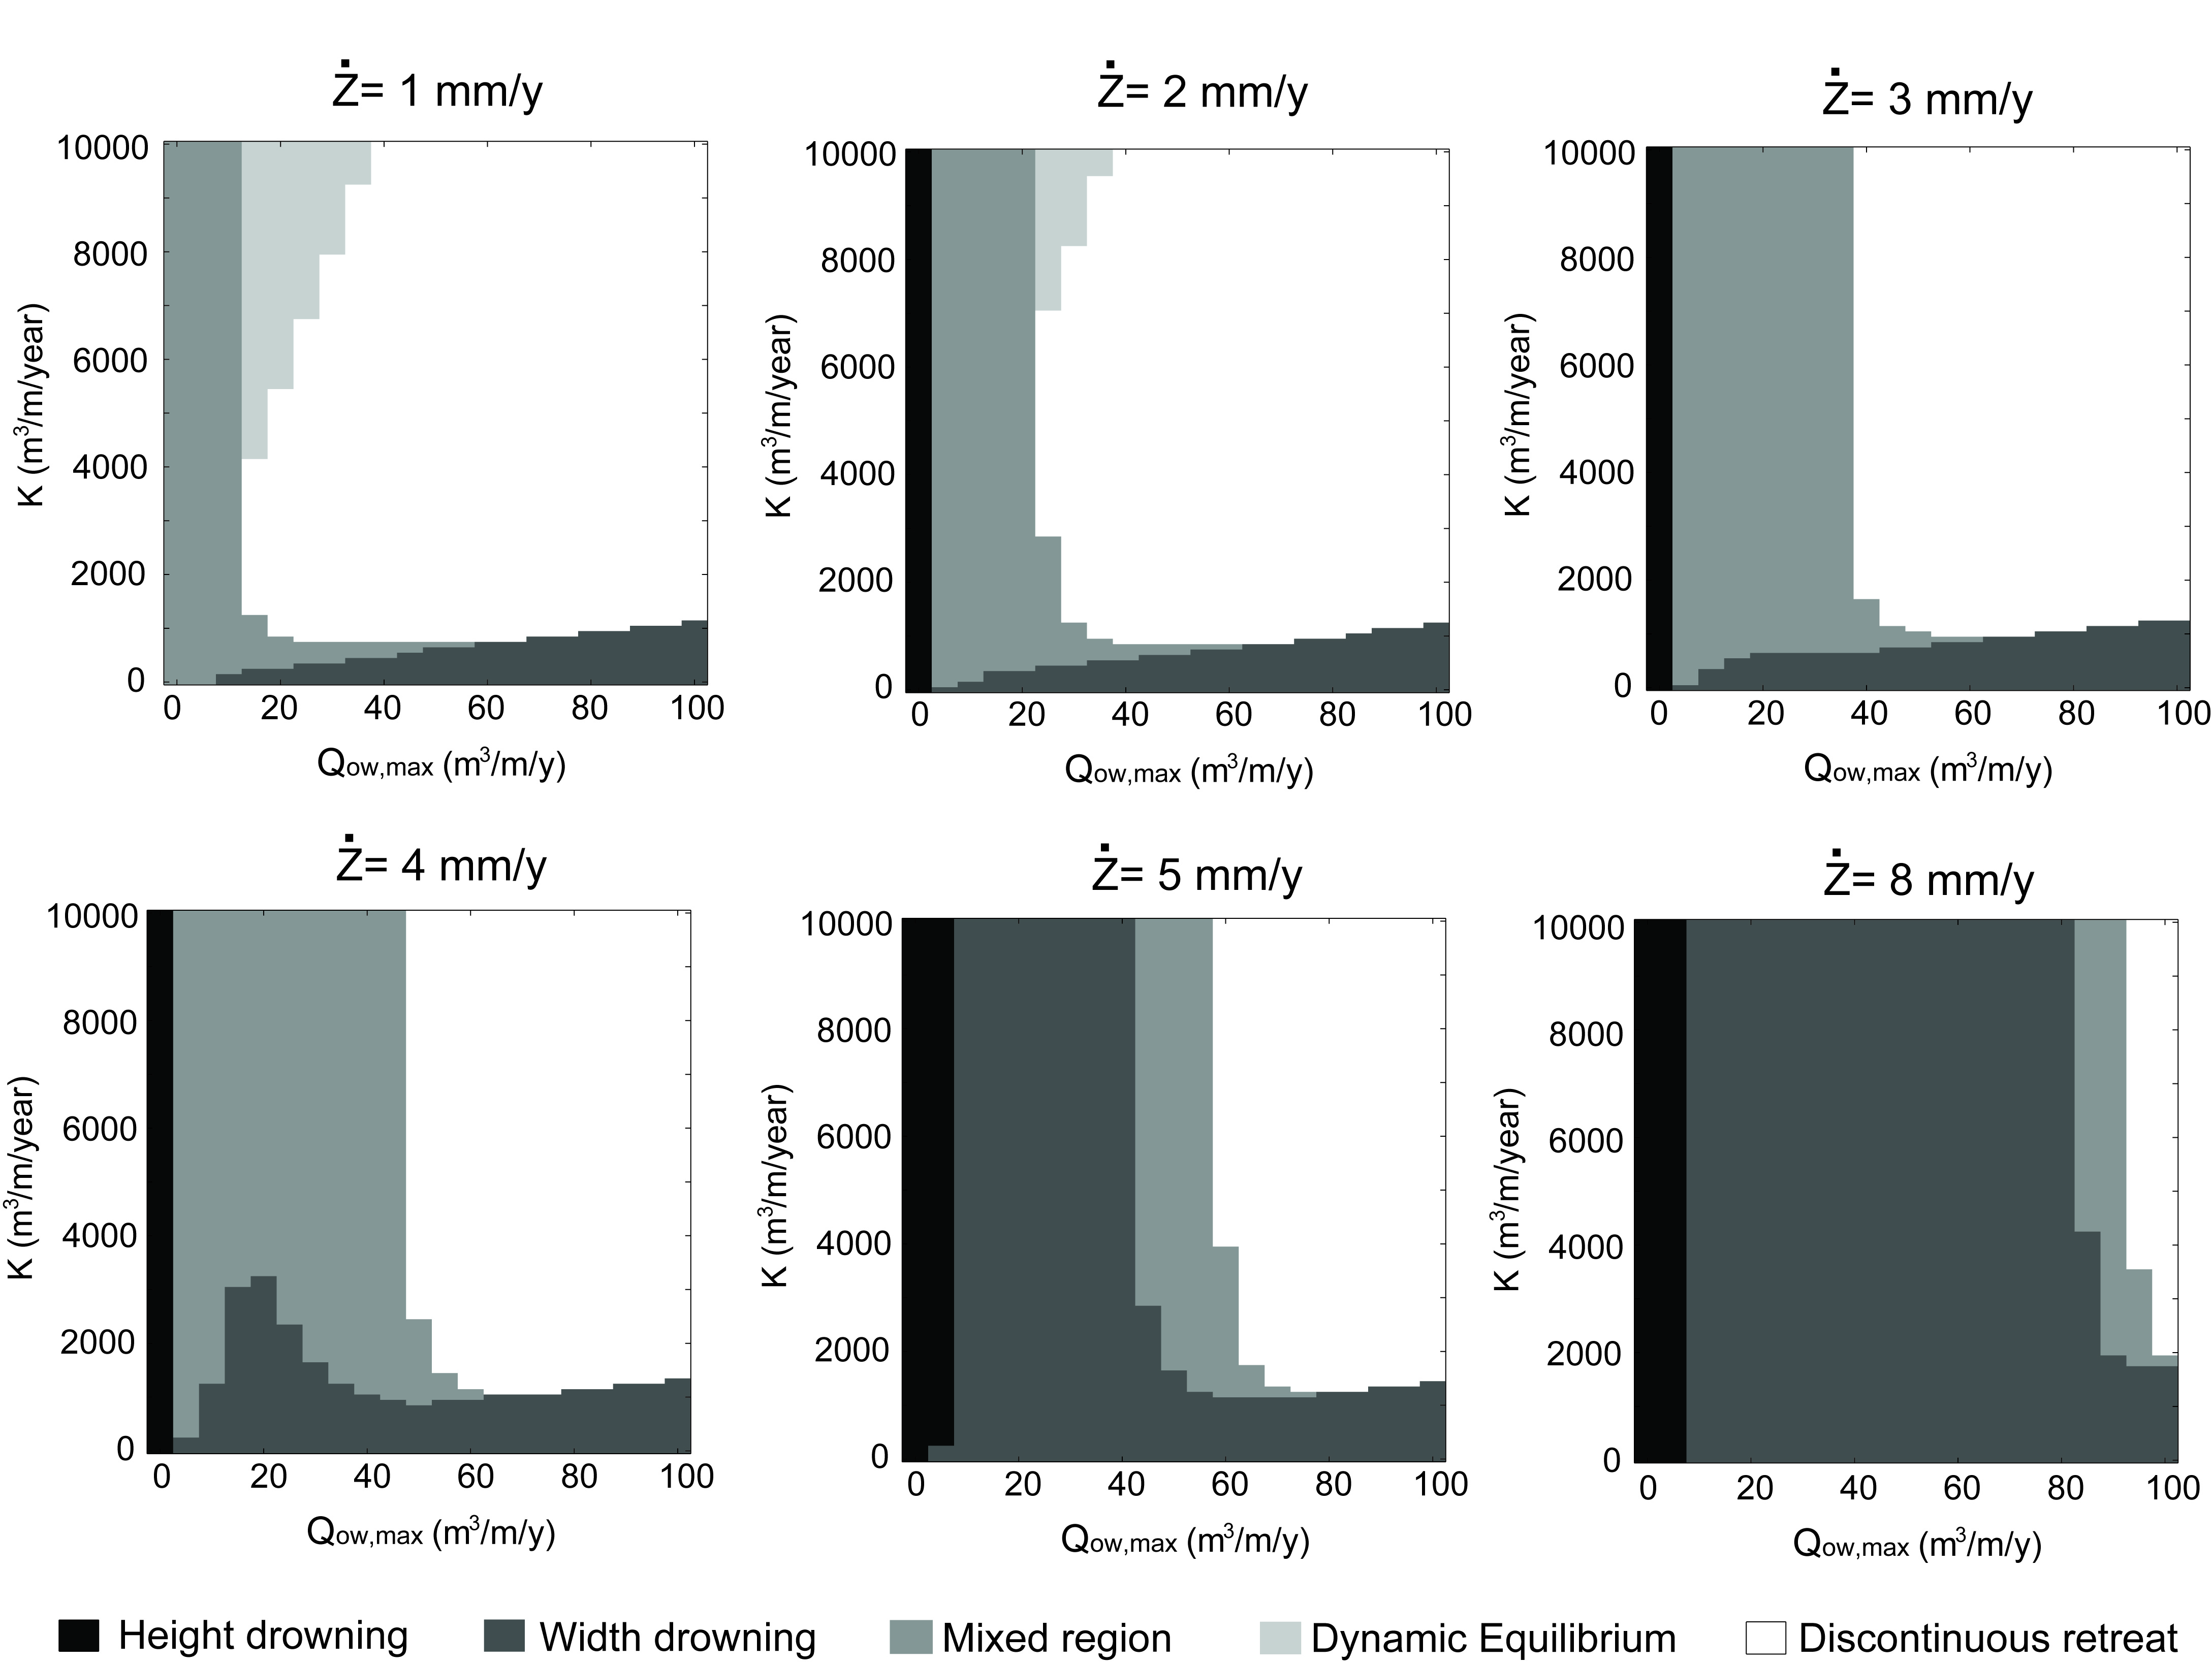 Ż= 1 mm/y
10000
8000
6000
4000
2000
0
K (m³/m/year)
0 20 40 60 80 100
Qow,max (m³/m/y)
Ż= 2 mm/y
10000
8000
6000
4000
2000
0
K (m³/m/year)
0 20 40 60 80 100
Qow,max (m³/m/y)
Ż= 3 mm/y
10000
8000
6000
4000
2000
0
K (m³/m/year)
0 20 40 60 80 100
Qow,max (m³/m/y)
Ż= 4 mm/y
10000
8000
6000
4000
2000
0
K (m³/m/year)
0 20 40 60 80 100
Qow,max (m³/m/y)
Ż= 5 mm/y
10000
8000
6000
4000
2000
0
K (m³/m/year)
0 20 40 60 80 100
Qow,max (m³/m/y)
Ż= 8 mm/y
10000
8000
6000
4000
2000
0
K (m³/m/year)
0 20 40 60 80 100
Qow,max (m³/m/y)
Height drowning Width drowning Mixed region Dynamic Equilibrium Discontinuous retreat